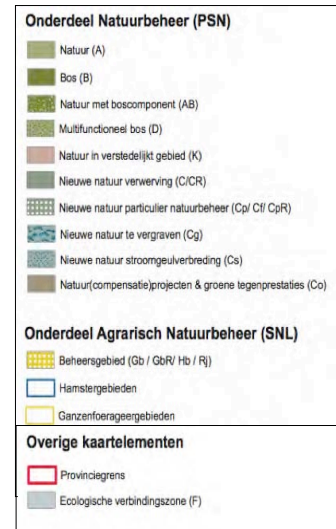 Onderdeel Natuurbeheer (PSN)
Natuur (A)
Bos (B)
Natuur met boscomponent (AB)
Multifunctioneel bos (D)
Natuur in verstedelijkt gebied (K)
Nieuwe natuur verwerving (C/CR)
Nieuwe natuur particulier natuurbeheer (Cp/ Cf/ CpR)
Nieuwe natuur te vergraven (Cg)
Nieuwe natuur stroomgeulverbreding (Cs)
Natuur(compensatie)projecten & groene tegenprestaties (Co)
Onderdeel Agrarisch Natuurbeheer (SNL)
Beheersgebied (Gb / GbR/ Hb / Rj)
Hamstergebieden
Ganzenfoerageergebieden
Overige kaartelementen
Provinciegrens
Ecologische verbindingszone (F)